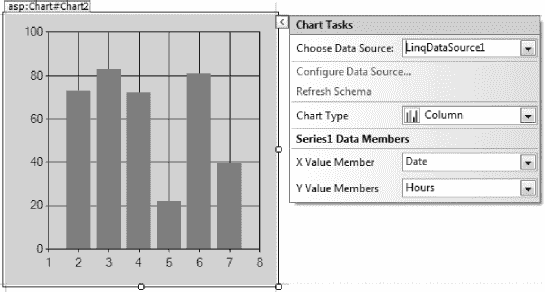 asp:Chart#Chart2
100
80
60
40
20
0
1 2 3 4 5 6 7 8
Chart Tasks
Choose Data Source: LinqDataSource1
Configure Data Source...
Refresh Schema
Chart Type Column
Series1 Data Members
X Value Member Date
Y Value Members Hours